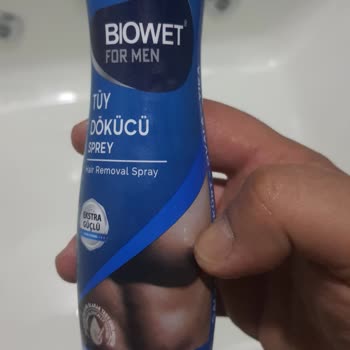 BIOWET®
FOR MEN
TÜY
DÖKÜCÜ
SPREY
Hair Removal Spray
EKSTRA
GÜÇLÜ